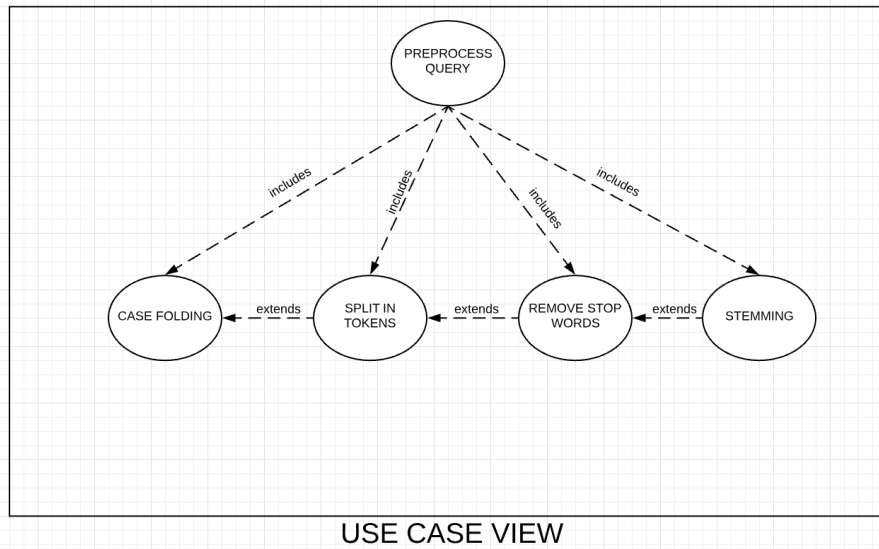 PREPROCESS
QUERY
includes
includes
includes
includes
CASE FOLDING
extends
SPLIT IN
TOKENS
extends
REMOVE STOP
WORDS
extends
STEMMING
USE CASE VIEW